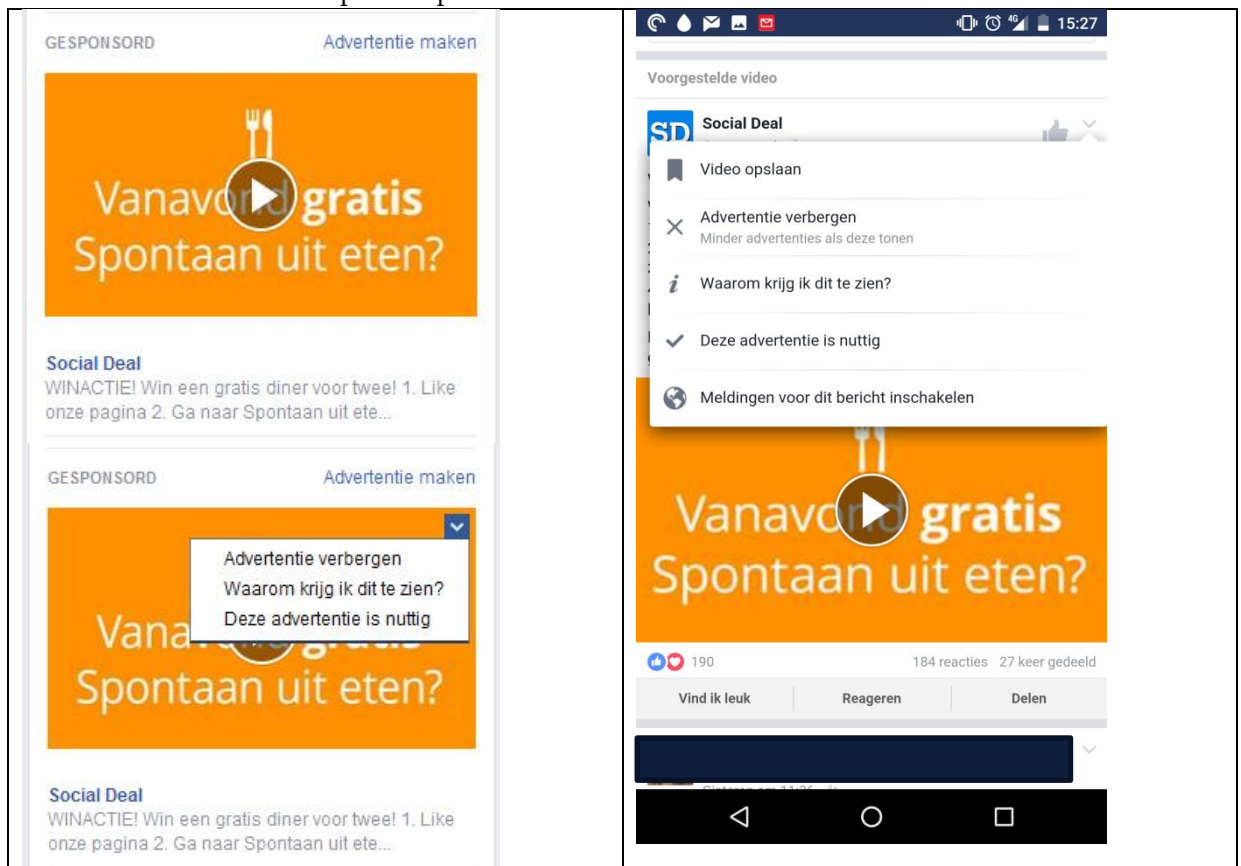 GESPONSORD Advertentie maken
Vanavond gratis
Spontaan uit eten?
Social Deal
WINACTIE! Win een gratis diner voor twee! 1. Like
onze pagina 2. Ga naar Spontaan uit ete...
GESPONSORD Advertentie maken
Advertentie verbergen
Waarom krijg ik dit te zien?
Deze advertentie is nuttig
Spontaan uit eten?
Social Deal
WINACTIE! Win een gratis diner voor twee! 1. Like
onze pagina 2. Ga naar Spontaan uit ete...
4G 15:27
Voorgestelde video
SD Social Deal
Video opslaan
Advertentie verbergen
Minder advertenties als deze tonen
i Waarom krijg ik dit te zien?
Deze advertentie is nuttig
Meldingen voor dit bericht inschakelen
Vanavond gratis
Spontaan uit eten?
190 184 reacties 27 keer gedeeld
Vind ik leuk Reageren Delen